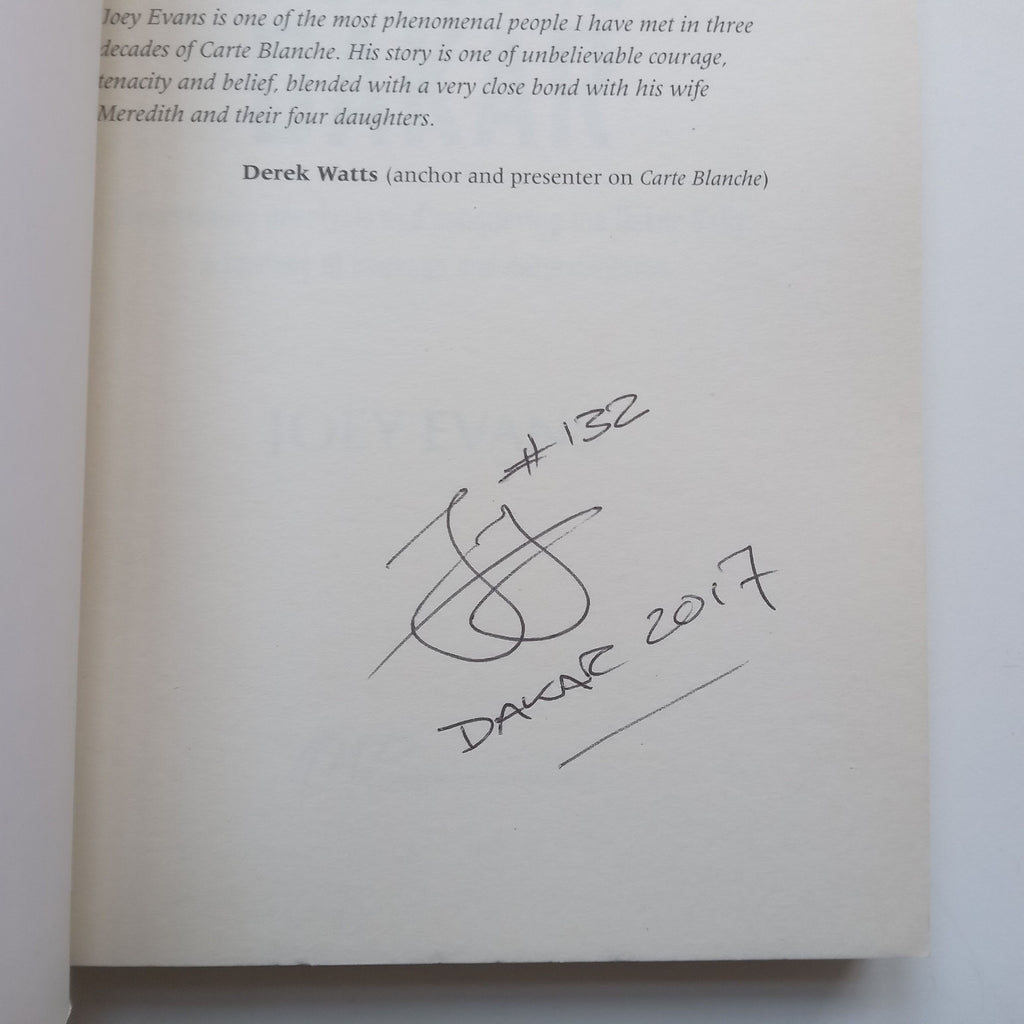 Joey Evans is one of the most phenomenal people I have met in three
decades of Carte Blanche. His story is one of unbelievable courage,
tenacity and belief, blended with a very close bond with his wife
Meredith and their four daughters.
Derek Watts (anchor and presenter on Carte Blanche)
#132
Joey
DAKAR 2017